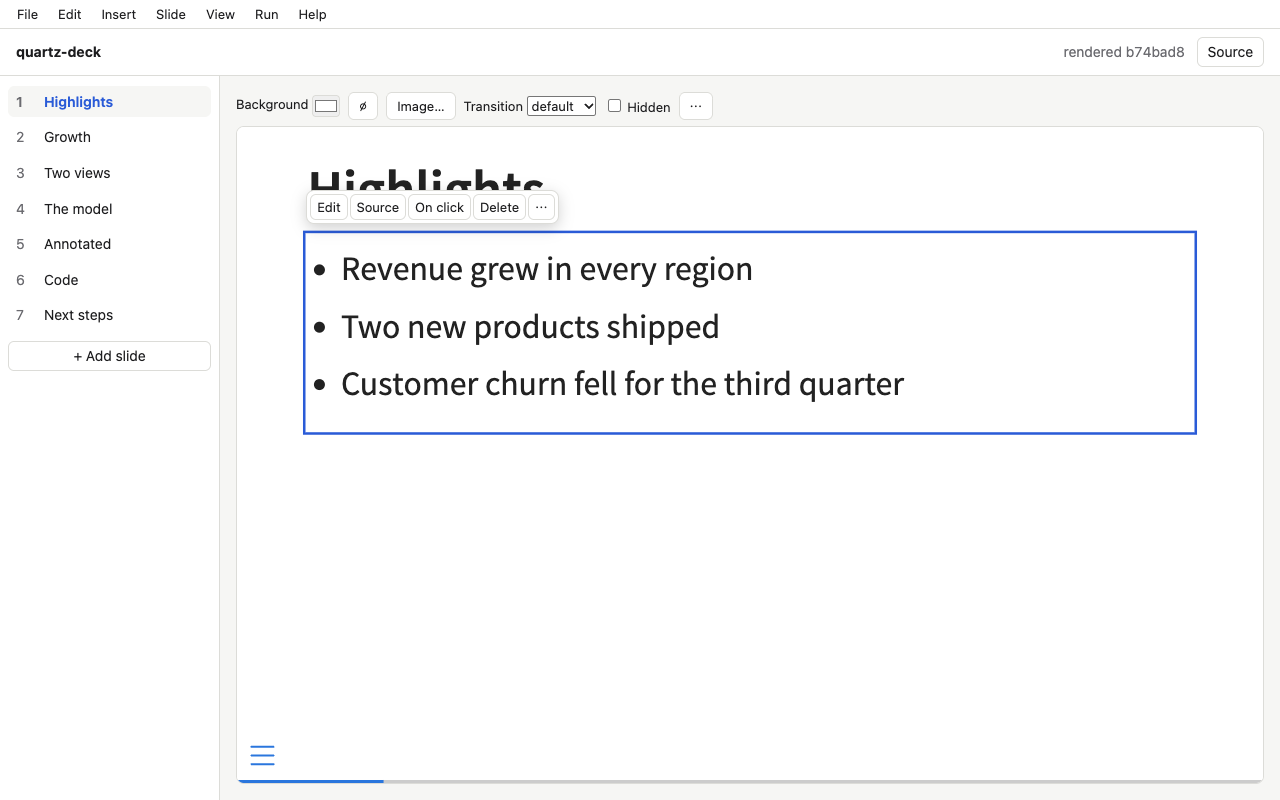 File Edit Insert Slide View Run Help
quartz-deck
rendered b74bad8 Source
1 Highlights
2 Growth
3 Two views
4 The model
5 Annotated
6 Code
7 Next steps
+ Add slide
Background ø Image... Transition default Hidden ...
Highlights
Edit Source On click Delete ...
• Revenue grew in every region
• Two new products shipped
• Customer churn fell for the third quarter